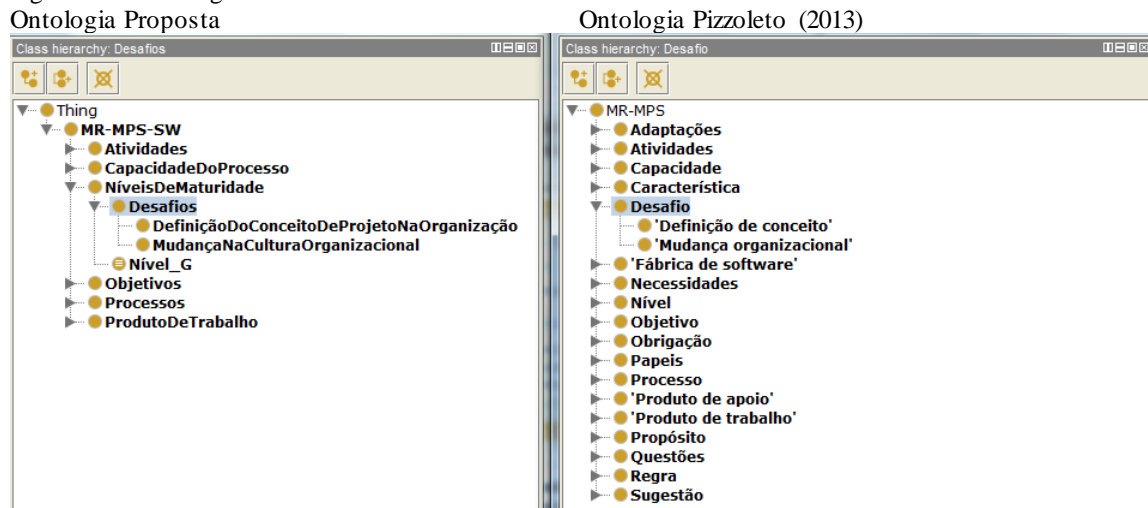 Ontologia Proposta
Class hierarchy: Desafios
Thing
MR-MPS-SW
Atividades
CapacidadeDoProcesso
NíveisDeMaturidade
Desafios
DefiniçãoDoConceitoDeProjetoNaOrganização
MudançaNaCulturaOrganizacional
Nível_G
Objetivos
Processos
ProdutoDeTrabalho
Ontologia Pizzoleto (2013)
Class hierarchy: Desafio
MR-MPS
Adaptações
Atividades
Capacidade
Característica
Desafio
'Definição de conceito'
'Mudança organizacional'
'Fábrica de software'
Necessidades
Nível
Objetivo
Obrigação
Papeis
Processo
'Produto de apoio'
'Produto de trabalho'
Propósito
Questões
Regra
Sugestão